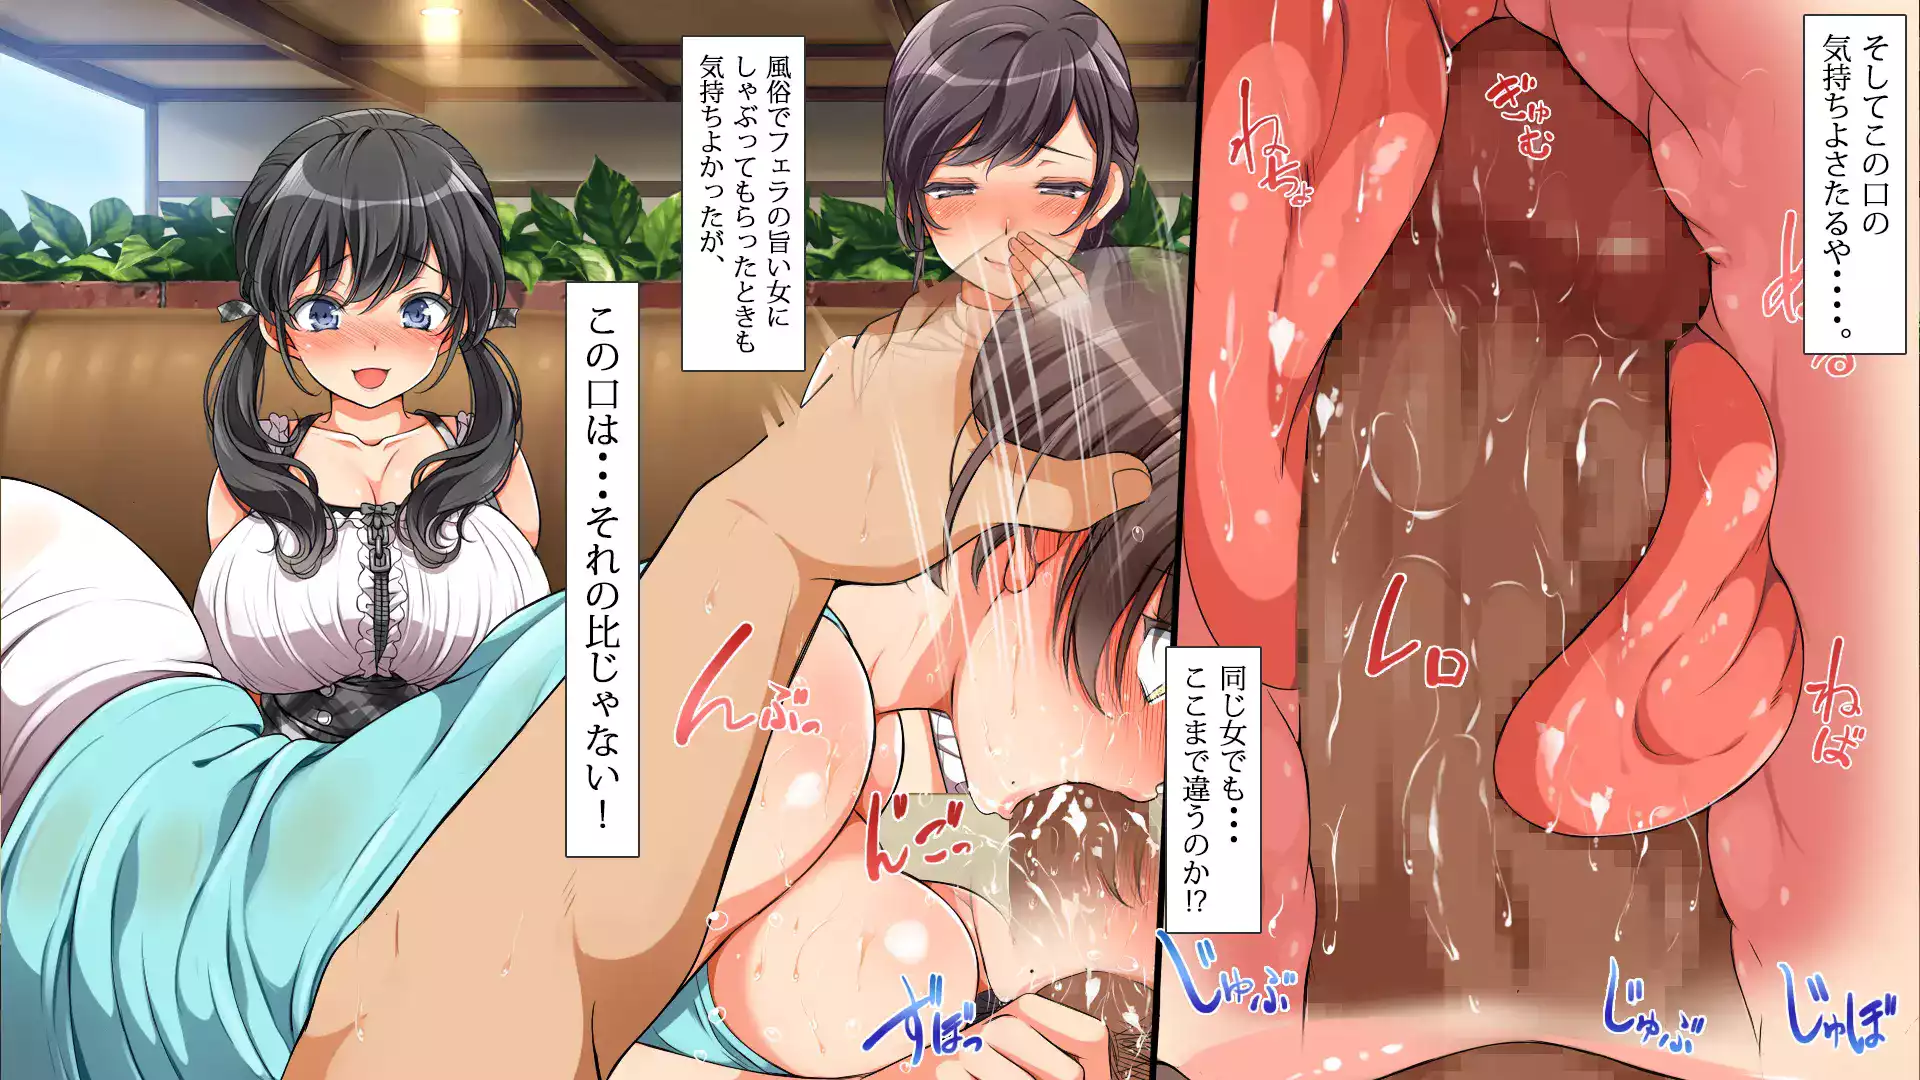 そしてこの口の
気持ちよさたるや・・・・・。
風俗でフェラの旨い女に
しゃぶってもらったときも
気持ちよかったが、
この口は・・・それの比じゃない！
同じ女でも・・・
ここまで違うのか⁉
ぎゅむ
ねちょ
レロ
ねば
んぶっ
んごっ
ずぼっ
じゅぶ
じゅぶ
じゅぼ